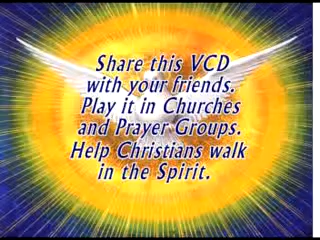 Share this VCD
with your friends.
Play it in Churches
and Prayer Groups.
Help Christians walk
in the Spirit.